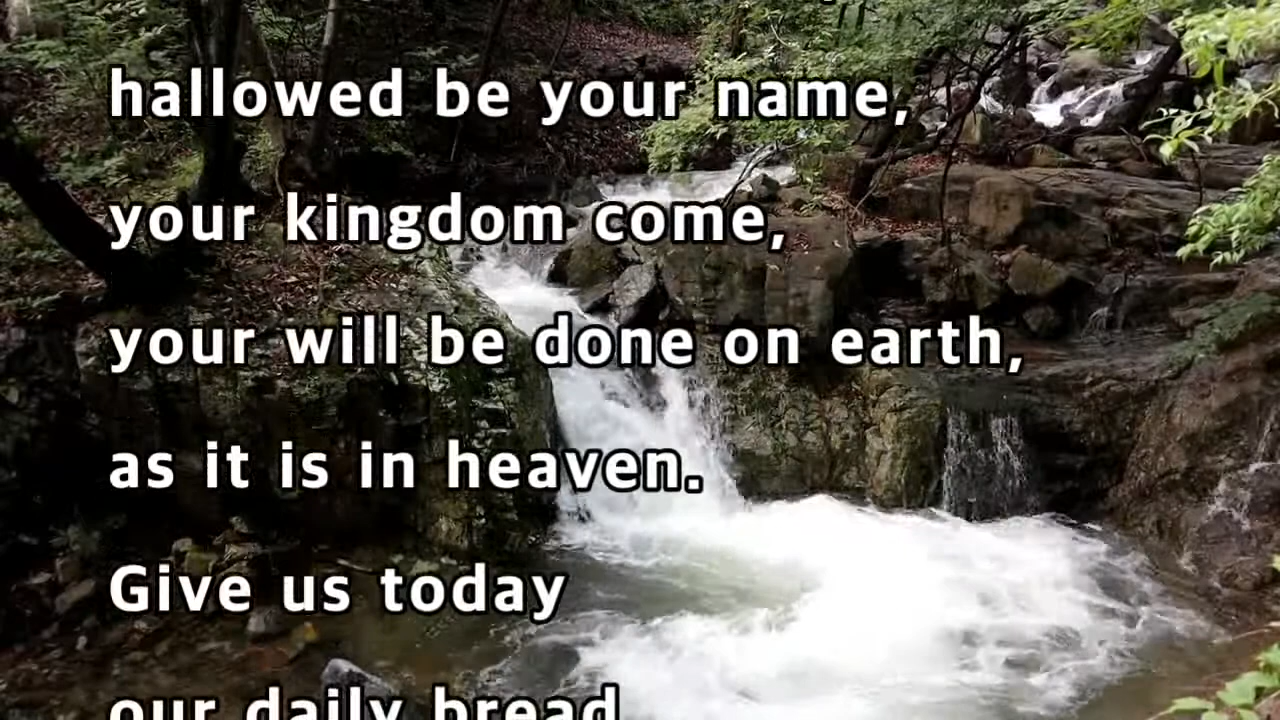 hallowed be your name,
your kingdom come,
your will be done on earth,
as it is in heaven.
Give us today
our daily bread